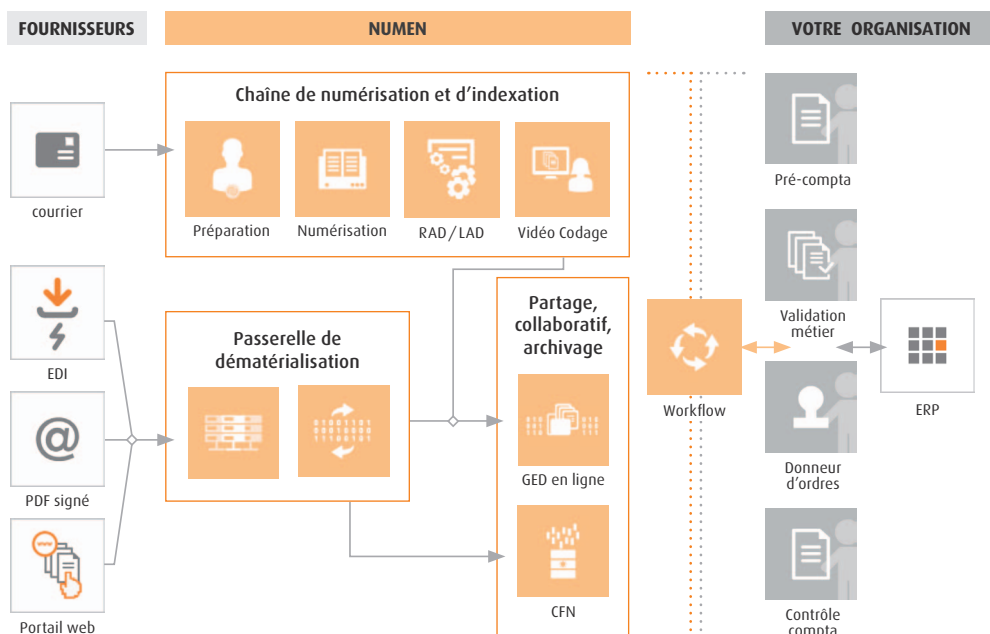 FOURNISSEURS
NUMEN
VOTRE ORGANISATION
Chaîne de numérisation et d'indexation
Préparation
Numérisation
RAD/LAD
Vidéo Codage
courrier
EDI
PDF signé
www
Portail web
Passerelle de
dématérialisation
Partage,
collaboratif,
archivage
GED en ligne
CFN
Workflow
Pré-compta
Validation
métier
Donneur
d'ordres
Contrôle
compta
ERP